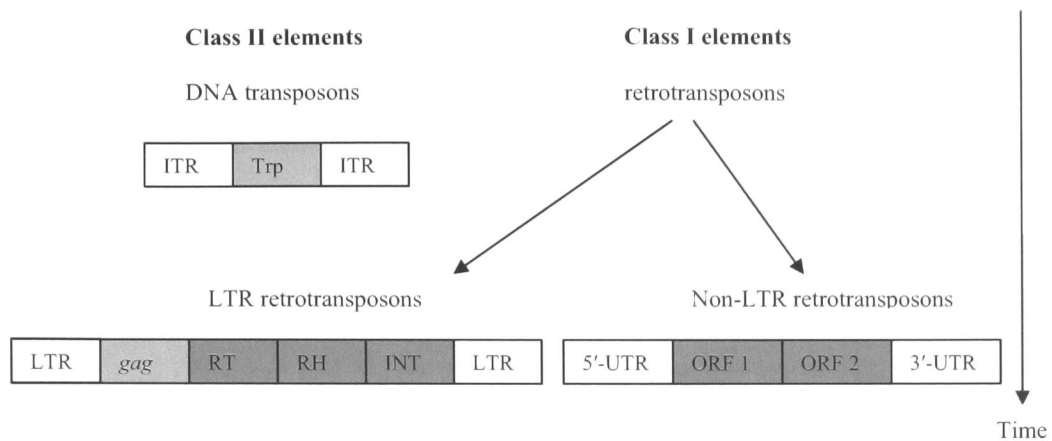 Class II elements Class I elements
DNA transposons retrotransposons
ITR Trp ITR
LTR retrotransposons Non-LTR retrotransposons
LTR gag RT RH INT LTR 5′-UTR ORF 1 ORF 2 3′-UTR
Time